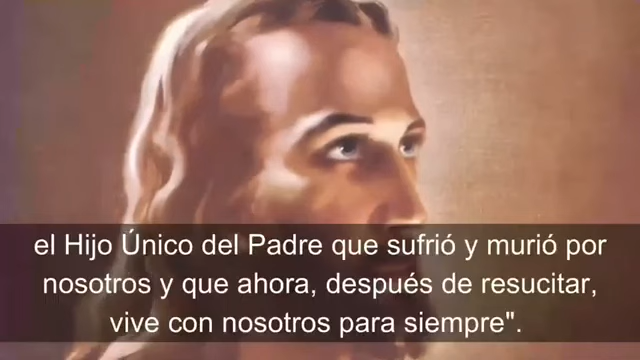 el Hijo Único del Padre que sufrió y murió por
nosotros y que ahora, después de resucitar,
vive con nosotros para siempre".